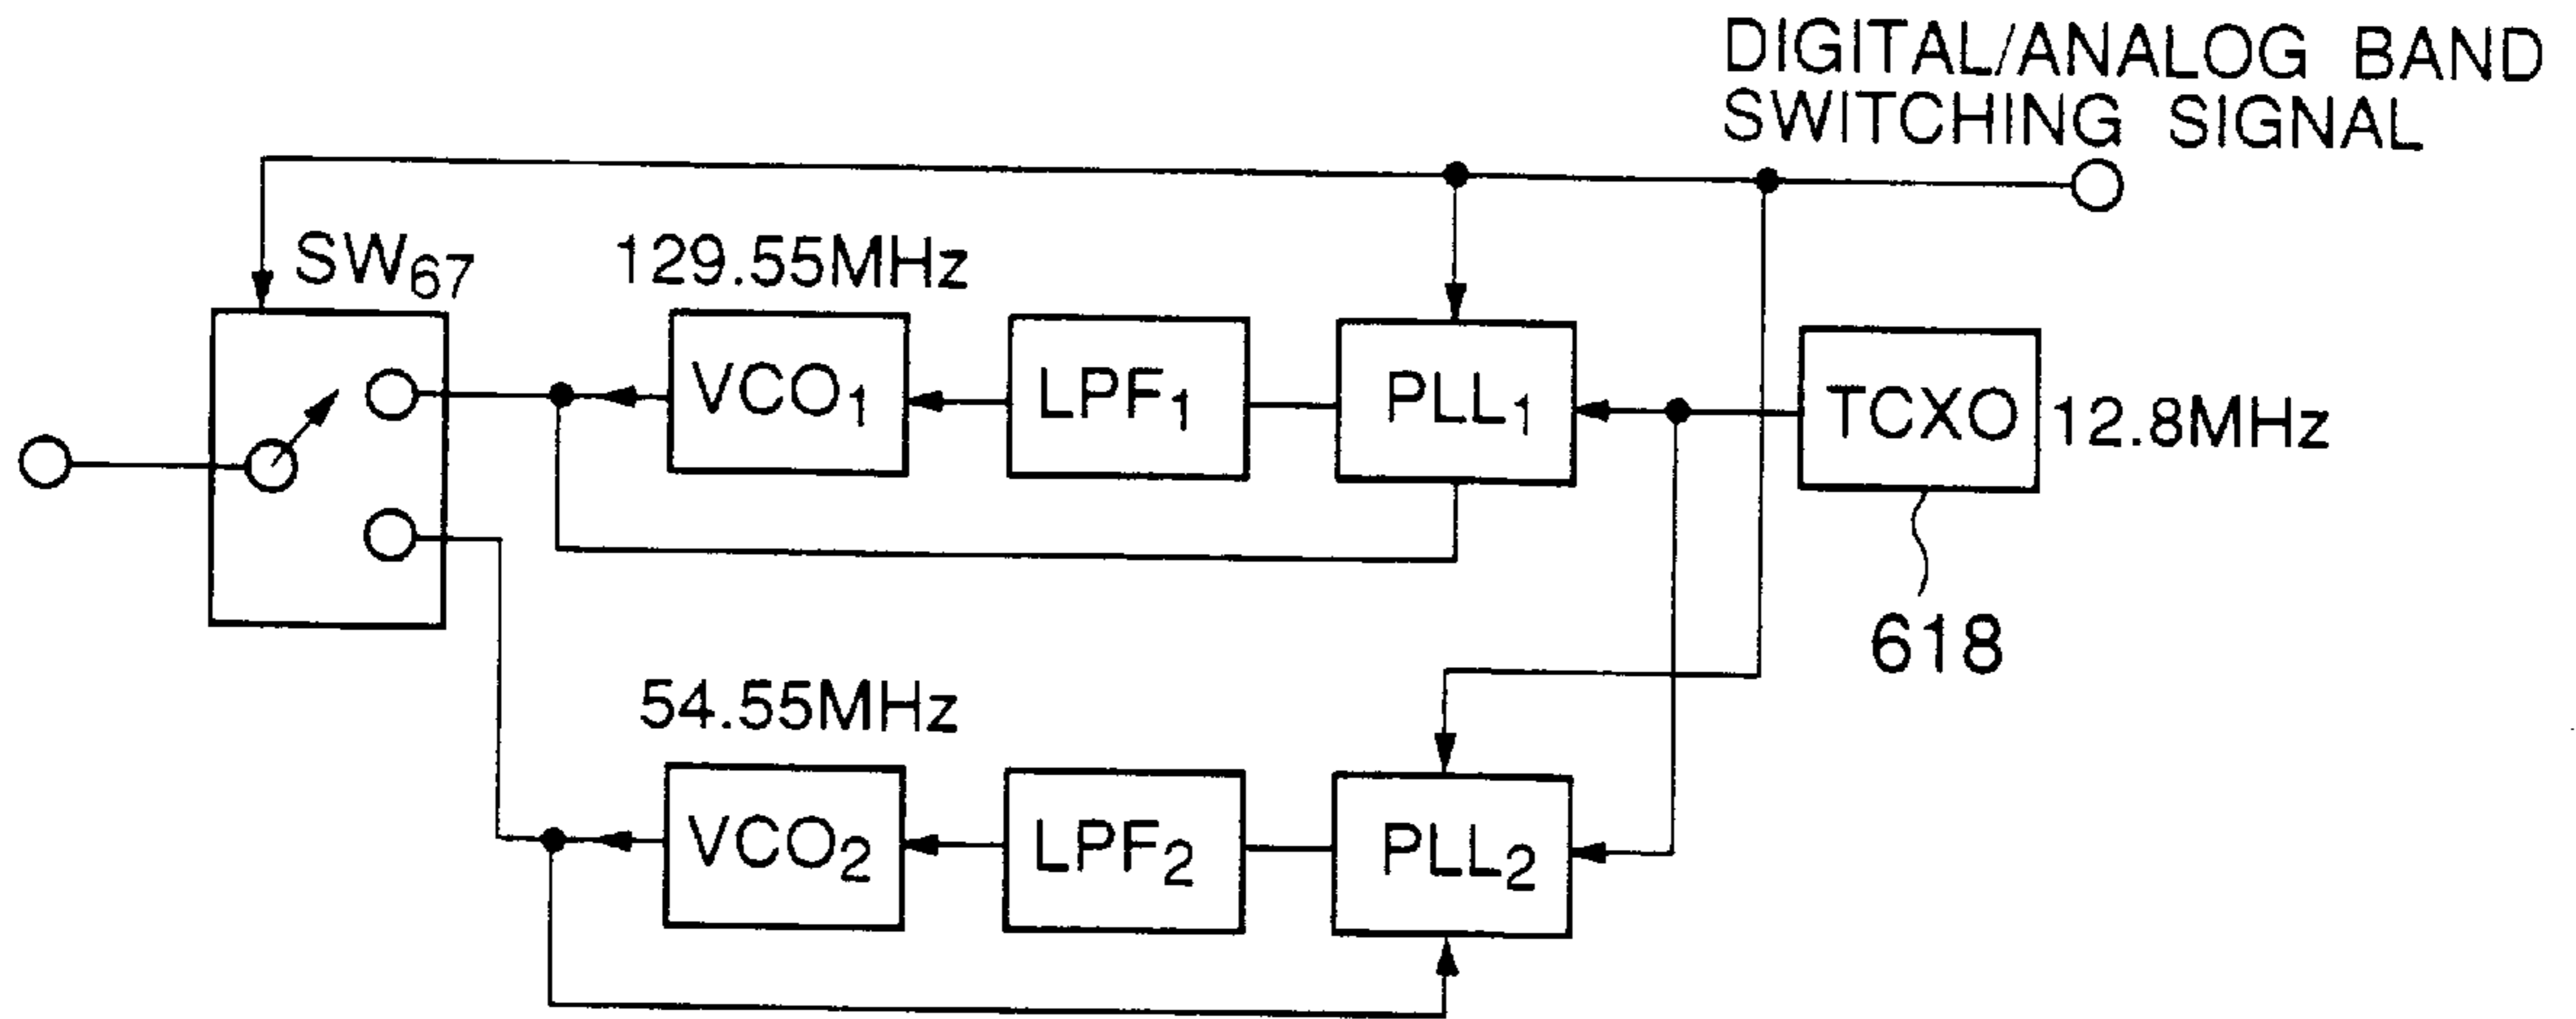 DIGITAL/ANALOG BAND
SWITCHING SIGNAL
SW67
129.55MHz
VCO1
LPF1
PLL1
TCXO
12.8MHz
618
54.55MHz
VCO2
LPF2
PLL2